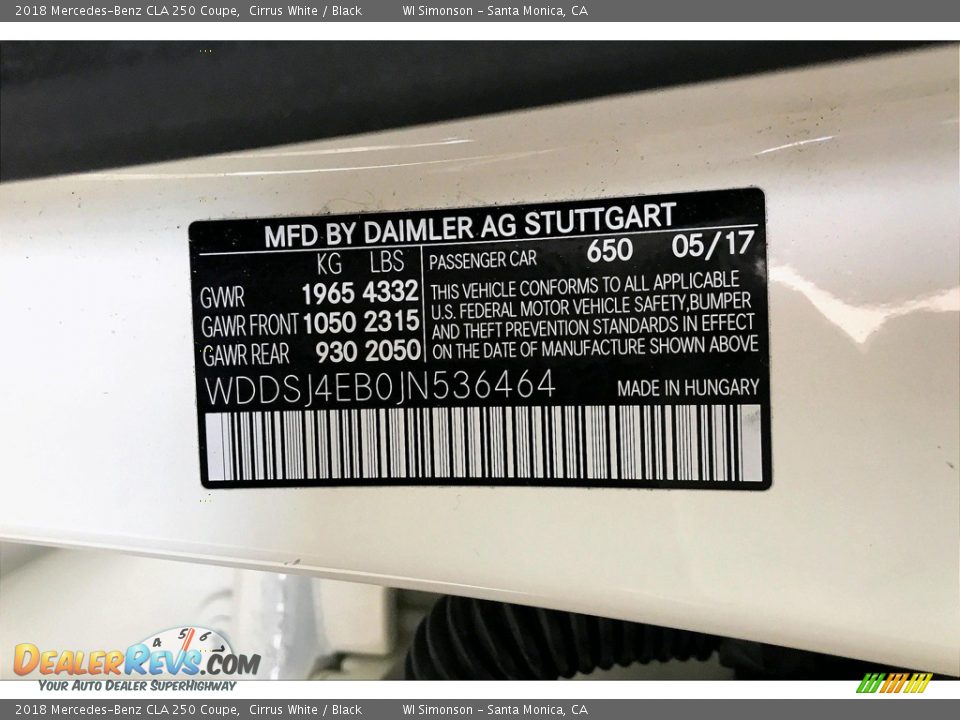 2018 Mercedes-Benz CLA 250 Coupe, Cirrus White / Black WI Simonson - Santa Monica, CA
MFD BY DAIMLER AG STUTTGART
KG LBS
GVWR 1965 4332
GAWR FRONT 1050 2315
GAWR REAR 930 2050
PASSENGER CAR 650 05/17
THIS VEHICLE CONFORMS TO ALL APPLICABLE
U.S. FEDERAL MOTOR VEHICLE SAFETY,BUMPER
AND THEFT PREVENTION STANDARDS IN EFFECT
ON THE DATE OF MANUFACTURE SHOWN ABOVE
WDDSJ4EB0JN536464 MADE IN HUNGARY
4 5 6
DEALERREVS.COM
YOUR AUTO DEALER SUPERHIGHWAY
2018 Mercedes-Benz CLA 250 Coupe, Cirrus White / Black WI Simonson - Santa Monica, CA